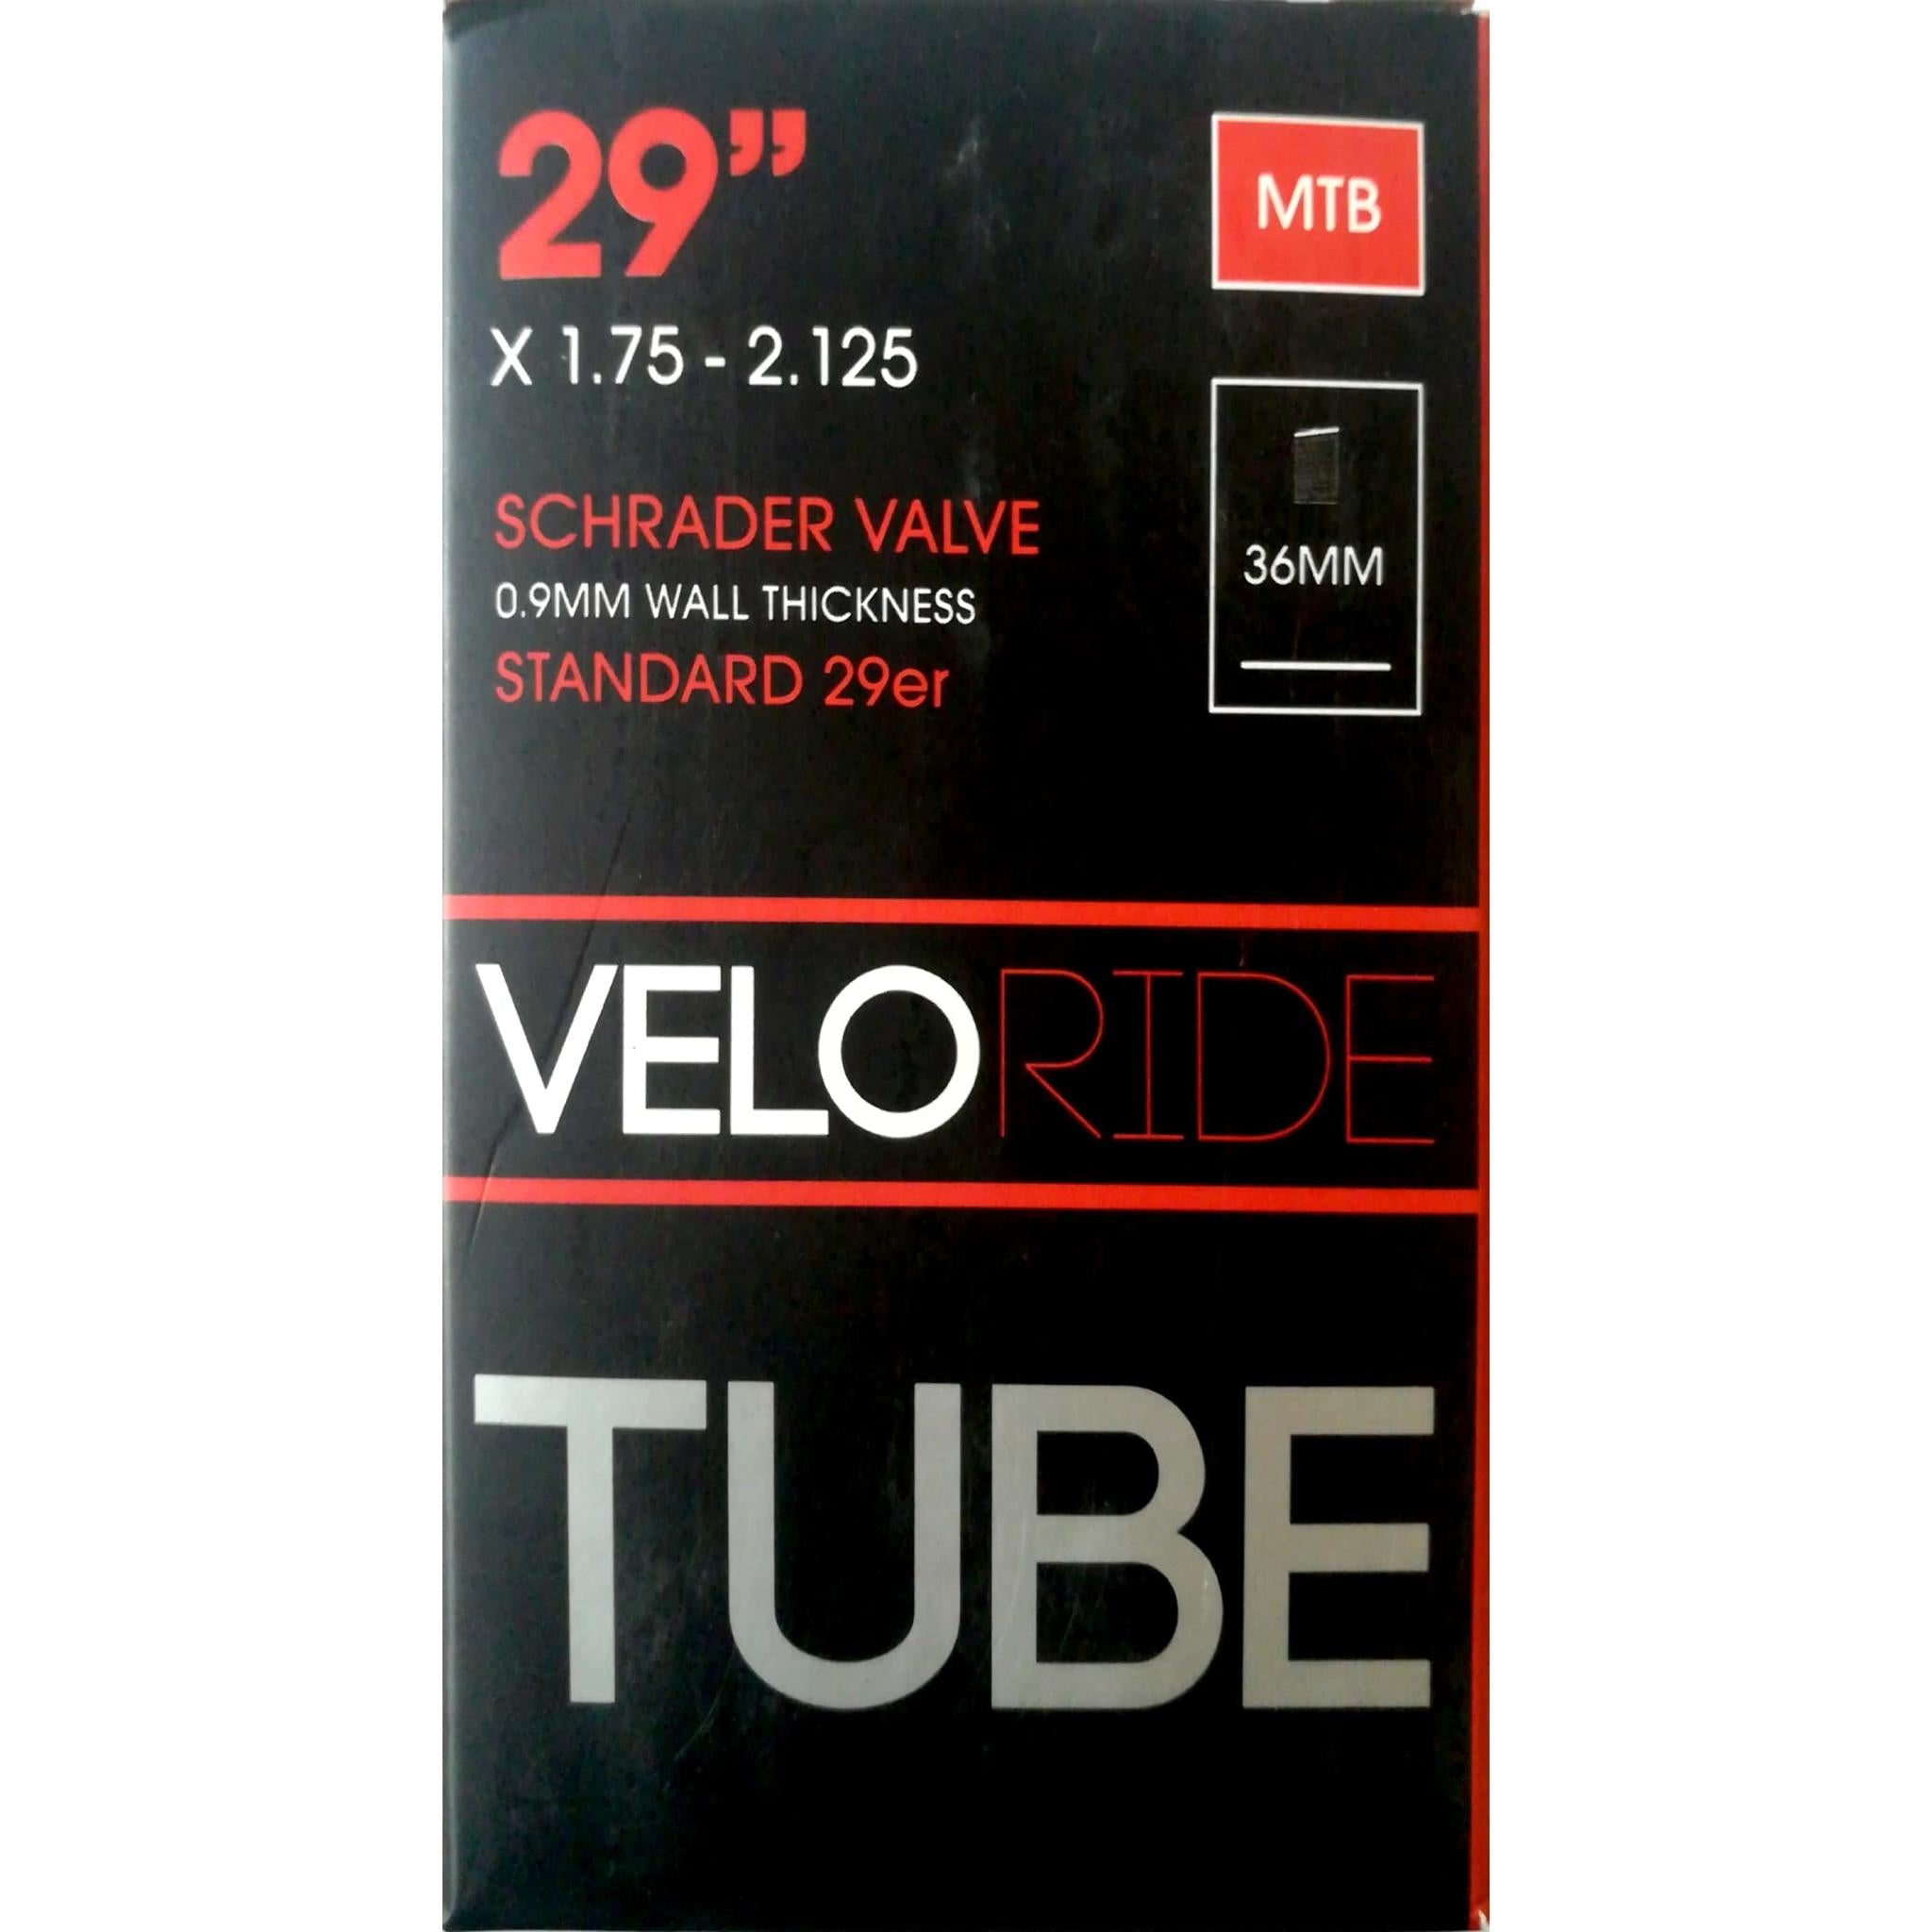 29”
X 1.75 - 2.125
MTB
SCHRADER VALVE
0.9MM WALL THICKNESS
STANDARD 29er
36MM
VELORIDE
TUBE